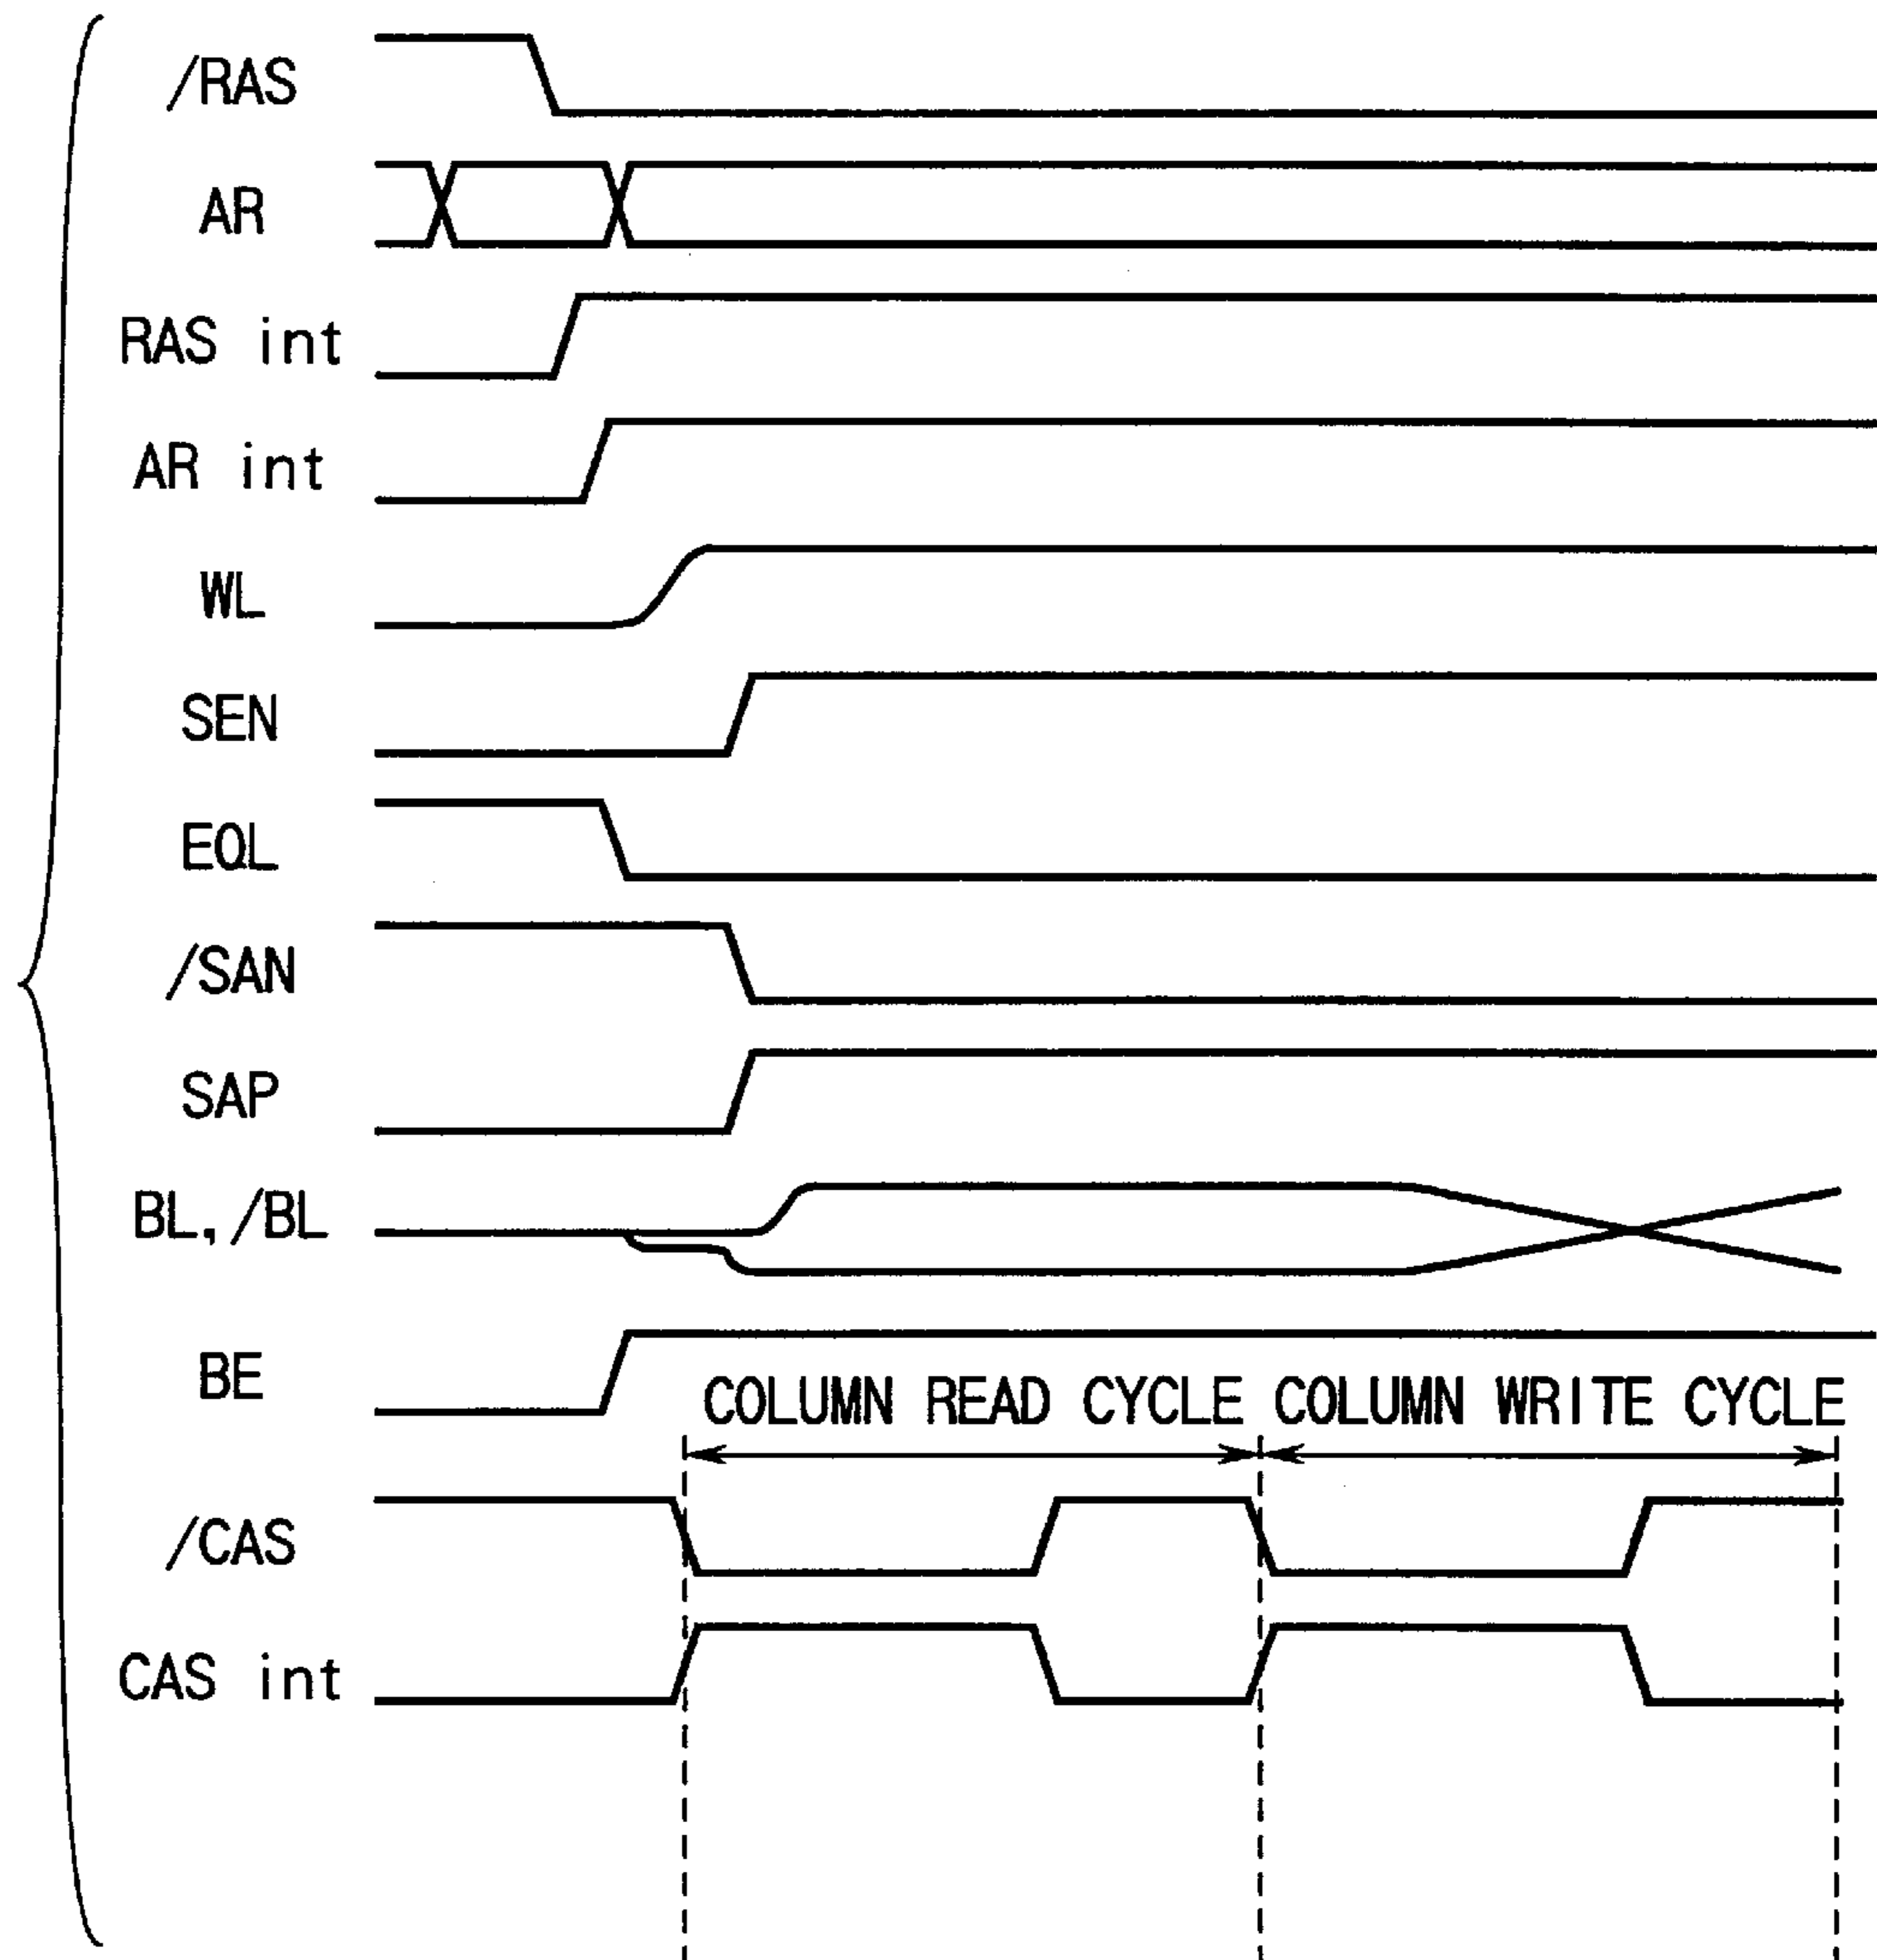 /RAS
AR
RAS int
AR int
WL
SEN
EQL
/SAN
SAP
BL, /BL
BE
COLUMN READ CYCLE COLUMN WRITE CYCLE
/CAS
CAS int